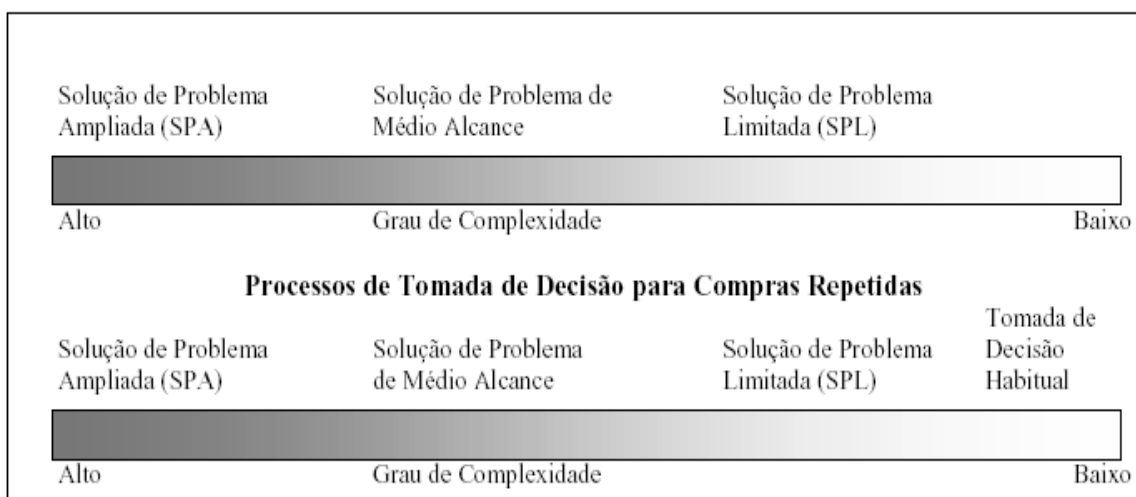 Solução de Problema
Ampliada (SPA)
Solução de Problema de
Médio Alcance
Solução de Problema
Limitada (SPL)
Alto
Grau de Complexidade
Baixo
Processos de Tomada de Decisão para Compras Repetidas
Solução de Problema
Ampliada (SPA)
Solução de Problema
de Médio Alcance
Solução de Problema
Limitada (SPL)
Tomada de
Decisão
Habitual
Alto
Grau de Complexidade
Baixo